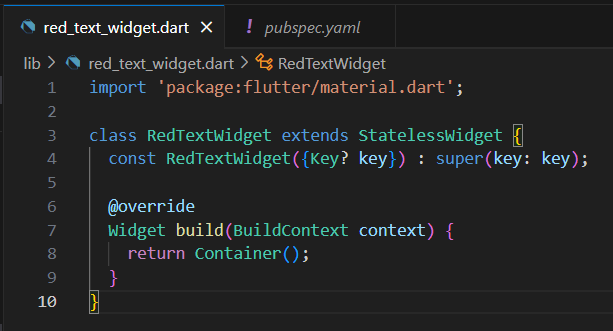 red_text_widget.dart
! pubspec.yaml
lib > red_text_widget.dart > RedTextWidget
1 import 'package:flutter/material.dart';
2
3 class RedTextWidget extends StatelessWidget {
4   const RedTextWidget({Key? key}) : super(key: key);
5
6   @override
7   Widget build(BuildContext context) {
8     return Container();
9   }
10 }